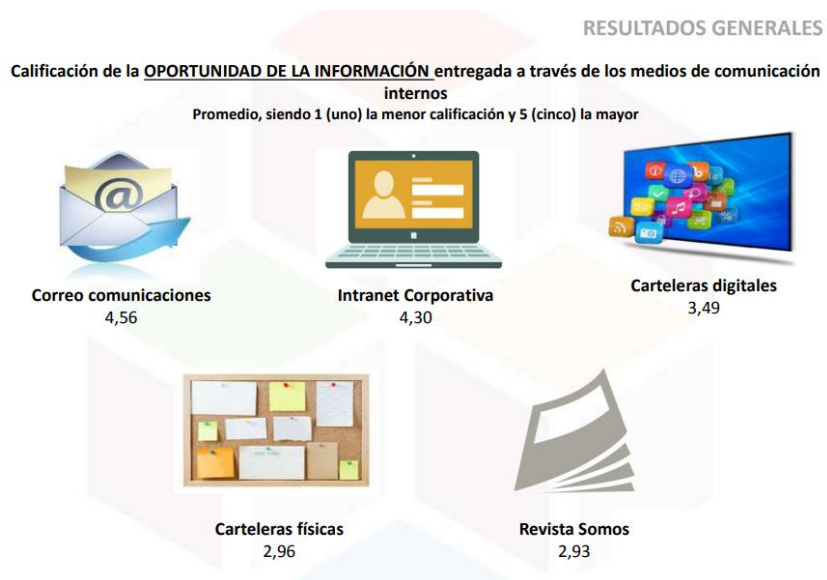 RESULTADOS GENERALES
Calificación de la OPORTUNIDAD DE LA INFORMACIÓN entregada a través de los medios de comunicación
internos
Promedio, siendo 1 (uno) la menor calificación y 5 (cinco) la mayor
@
Correo comunicaciones
4,56
Intranet Corporativa
4,30
Carteleras digitales
3,49
Carteleras físicas
2,96
Revista Somos
2,93